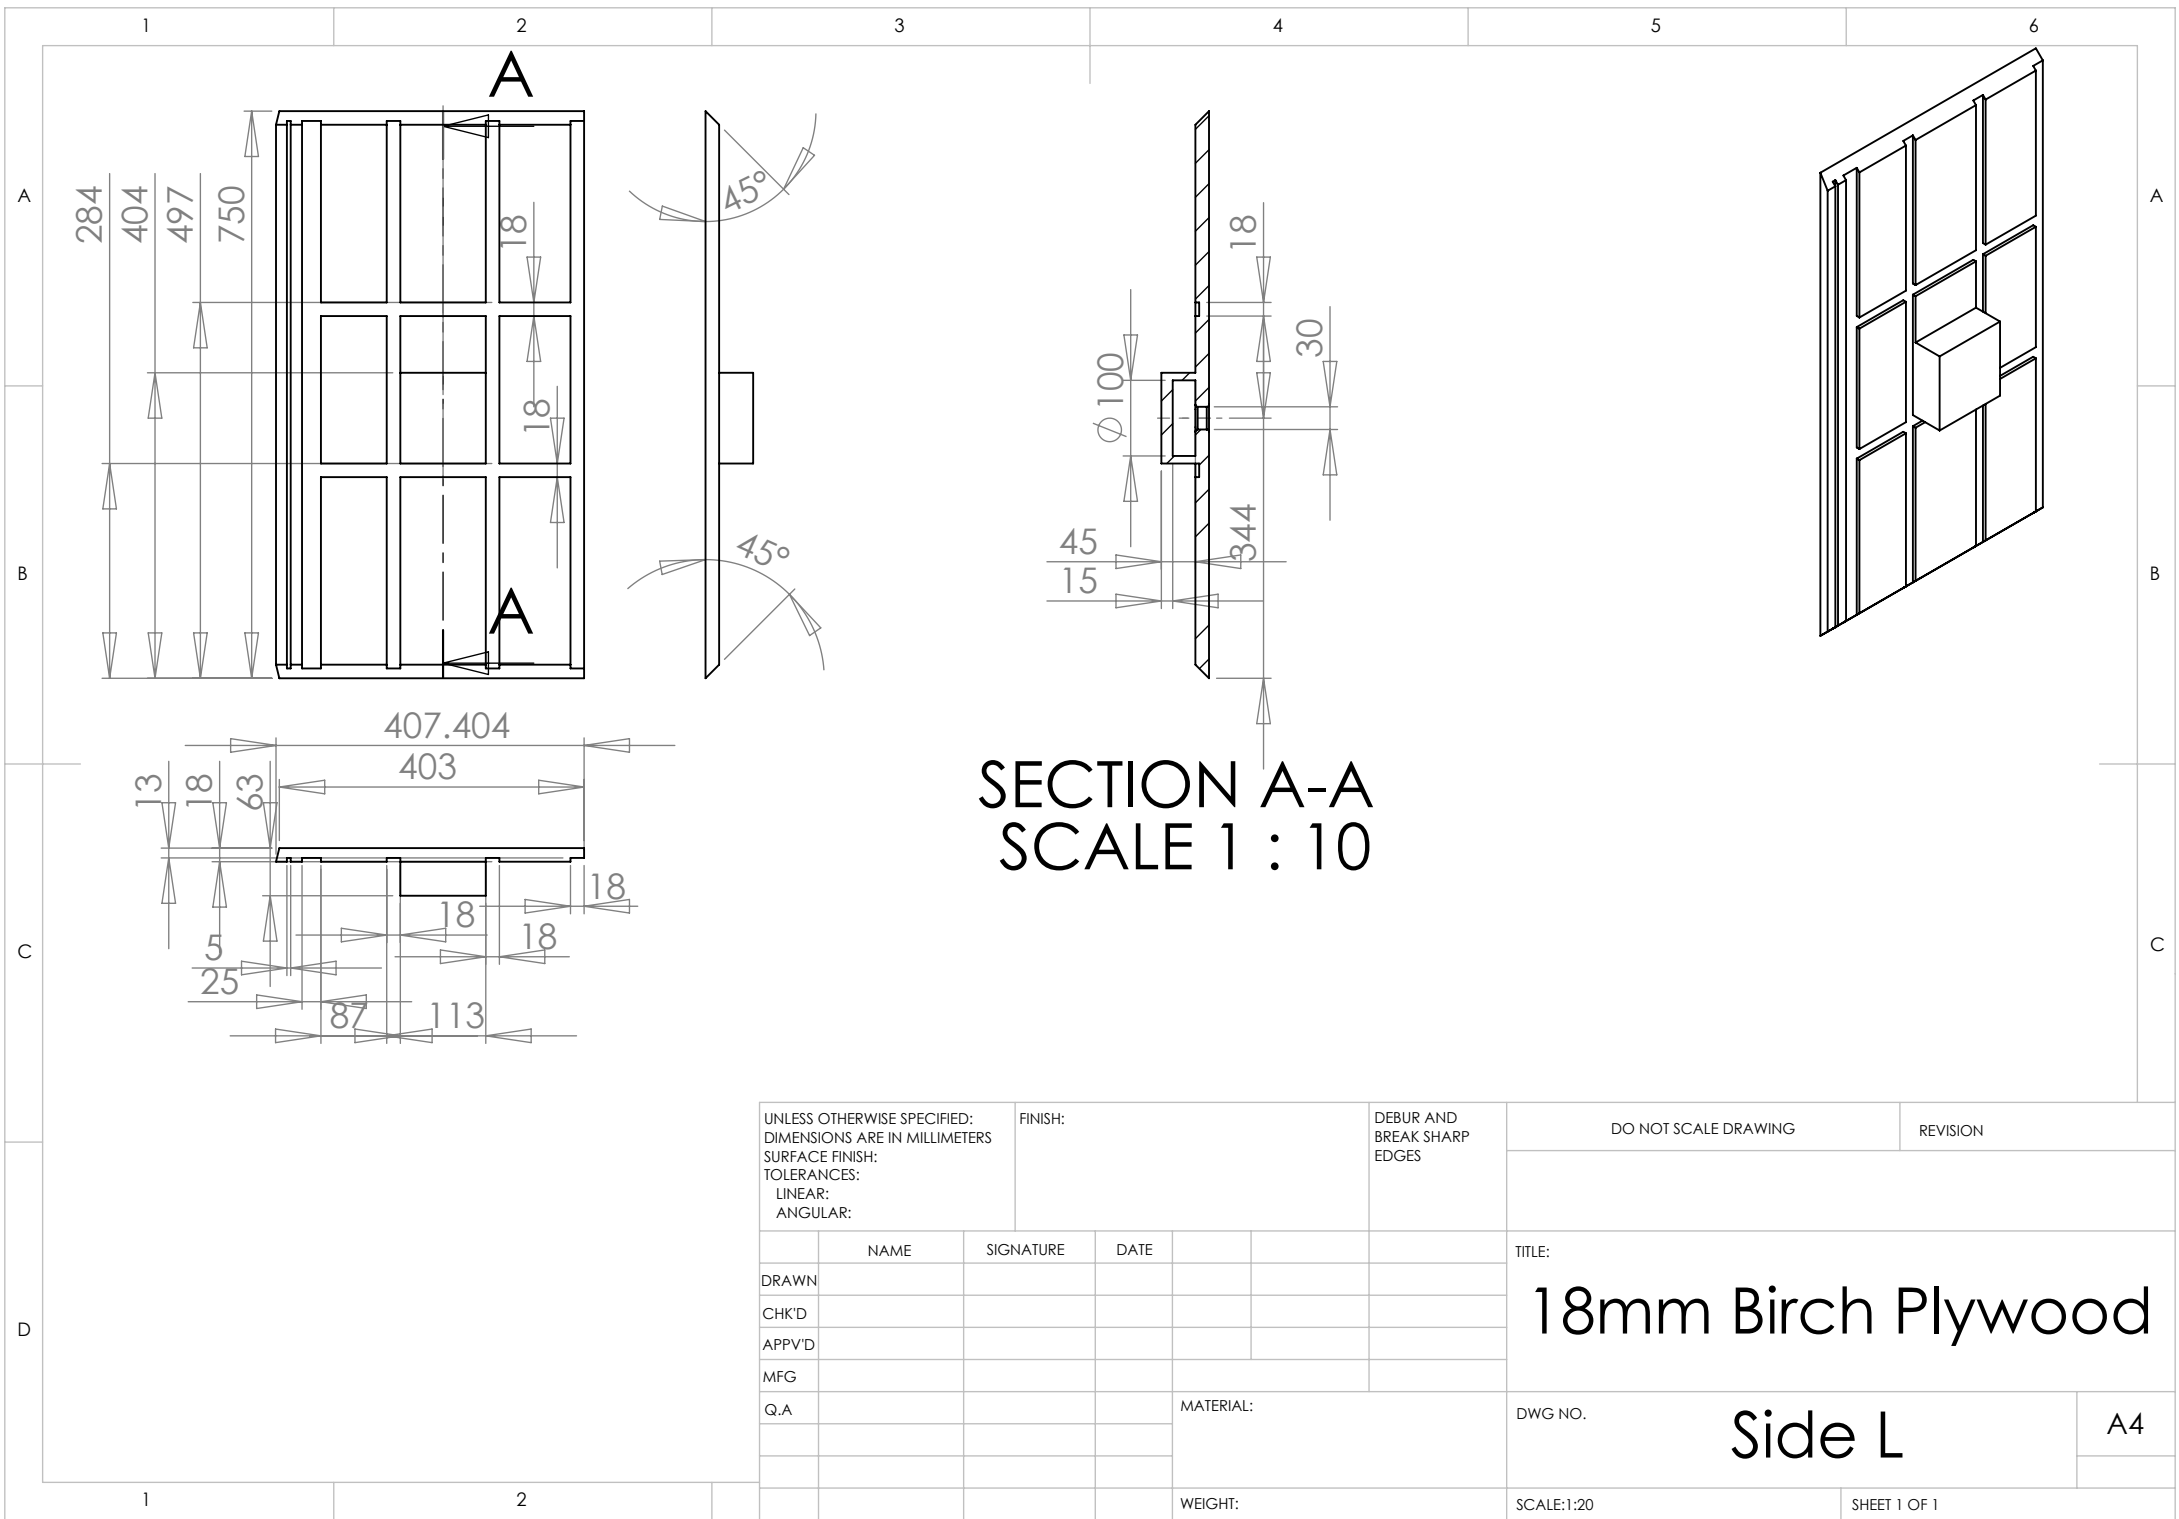 1 2 3 4 5 6
A A
B B
C C
D
1 2
A
A
284
404
497
750
18
18
45°
45°
18
30
Ø 100
344
45
15
407.404
403
13
18
63
18
18
18
5
25
87
113
SECTION A-A
SCALE 1 : 10
UNLESS OTHERWISE SPECIFIED:
DIMENSIONS ARE IN MILLIMETERS
SURFACE FINISH:
TOLERANCES:
LINEAR:
ANGULAR:
FINISH:
DEBUR AND
BREAK SHARP
EDGES
DO NOT SCALE DRAWING
REVISION
NAME
SIGNATURE
DATE
DRAWN
CHK'D
APPV'D
MFG
Q.A
MATERIAL:
WEIGHT:
TITLE:
18mm Birch Plywood
DWG NO.
Side L
A4
SCALE:1:20
SHEET 1 OF 1